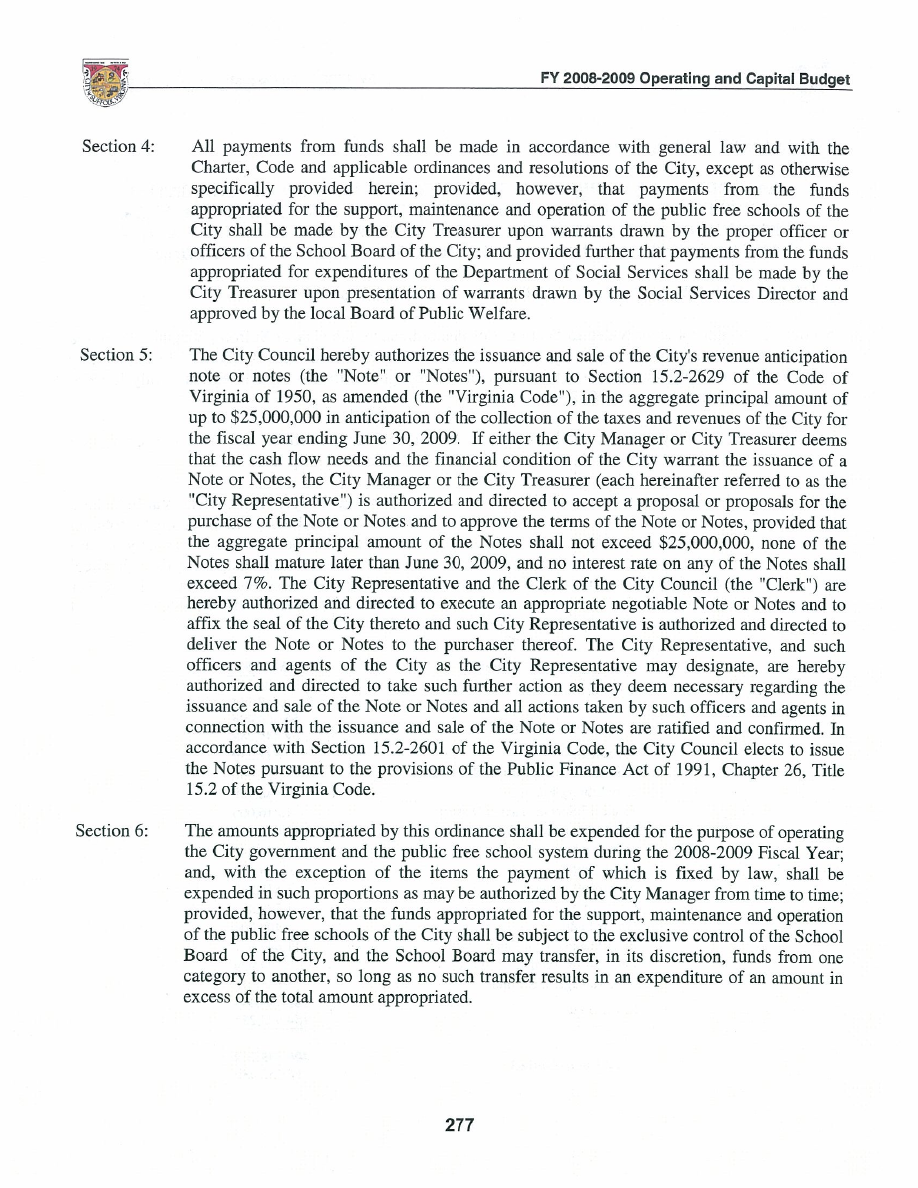 FY 2008-2009 Operating and Capital Budget
Section 4: All payments from funds shall be made in accordance with general law and with the
Charter, Code and applicable ordinances and resolutions of the City, except as otherwise
specifically provided herein; provided, however, that payments from the funds
appropriated for the support, maintenance and operation of the public free schools of the
City shall be made by the City Treasurer upon warrants drawn by the proper officer or
officers of the School Board of the City; and provided further that payments from the funds
appropriated for expenditures of the Department of Social Services shall be made by the
City Treasurer upon presentation of warrants drawn by the Social Services Director and
approved by the local Board of Public Welfare.
Section 5: The City Council hereby authorizes the issuance and sale of the City's revenue anticipation
note or notes (the "Note" or "Notes"), pursuant to Section 15.2-2629 of the Code of
Virginia of 1950, as amended (the "Virginia Code"), in the aggregate principal amount of
up to $25,000,000 in anticipation of the collection of the taxes and revenues of the City for
the fiscal year ending June 30, 2009. If either the City Manager or City Treasurer deems
that the cash flow needs and the financial condition of the City warrant the issuance of a
Note or Notes, the City Manager or the City Treasurer (each hereinafter referred to as the
"City Representative") is authorized and directed to accept a proposal or proposals for the
purchase of the Note or Notes and to approve the terms of the Note or Notes, provided that
the aggregate principal amount of the Notes shall not exceed $25,000,000, none of the
Notes shall mature later than June 30, 2009, and no interest rate on any of the Notes shall
exceed 7%. The City Representative and the Clerk of the City Council (the "Clerk") are
hereby authorized and directed to execute an appropriate negotiable Note or Notes and to
affix the seal of the City thereto and such City Representative is authorized and directed to
deliver the Note or Notes to the purchaser thereof. The City Representative, and such
officers and agents of the City as the City Representative may designate, are hereby
authorized and directed to take such further action as they deem necessary regarding the
issuance and sale of the Note or Notes and all actions taken by such officers and agents in
connection with the issuance and sale of the Note or Notes are ratified and confirmed. In
accordance with Section 15.2-2601 of the Virginia Code, the City Council elects to issue
the Notes pursuant to the provisions of the Public Finance Act of 1991, Chapter 26, Title
15.2 of the Virginia Code.
Section 6: The amounts appropriated by this ordinance shall be expended for the purpose of operating
the City government and the public free school system during the 2008-2009 Fiscal Year;
and, with the exception of the items the payment of which is fixed by law, shall be
expended in such proportions as may be authorized by the City Manager from time to time;
provided, however, that the funds appropriated for the support, maintenance and operation
of the public free schools of the City shall be subject to the exclusive control of the School
Board of the City, and the School Board may transfer, in its discretion, funds from one
category to another, so long as no such transfer results in an expenditure of an amount in
excess of the total amount appropriated.
277